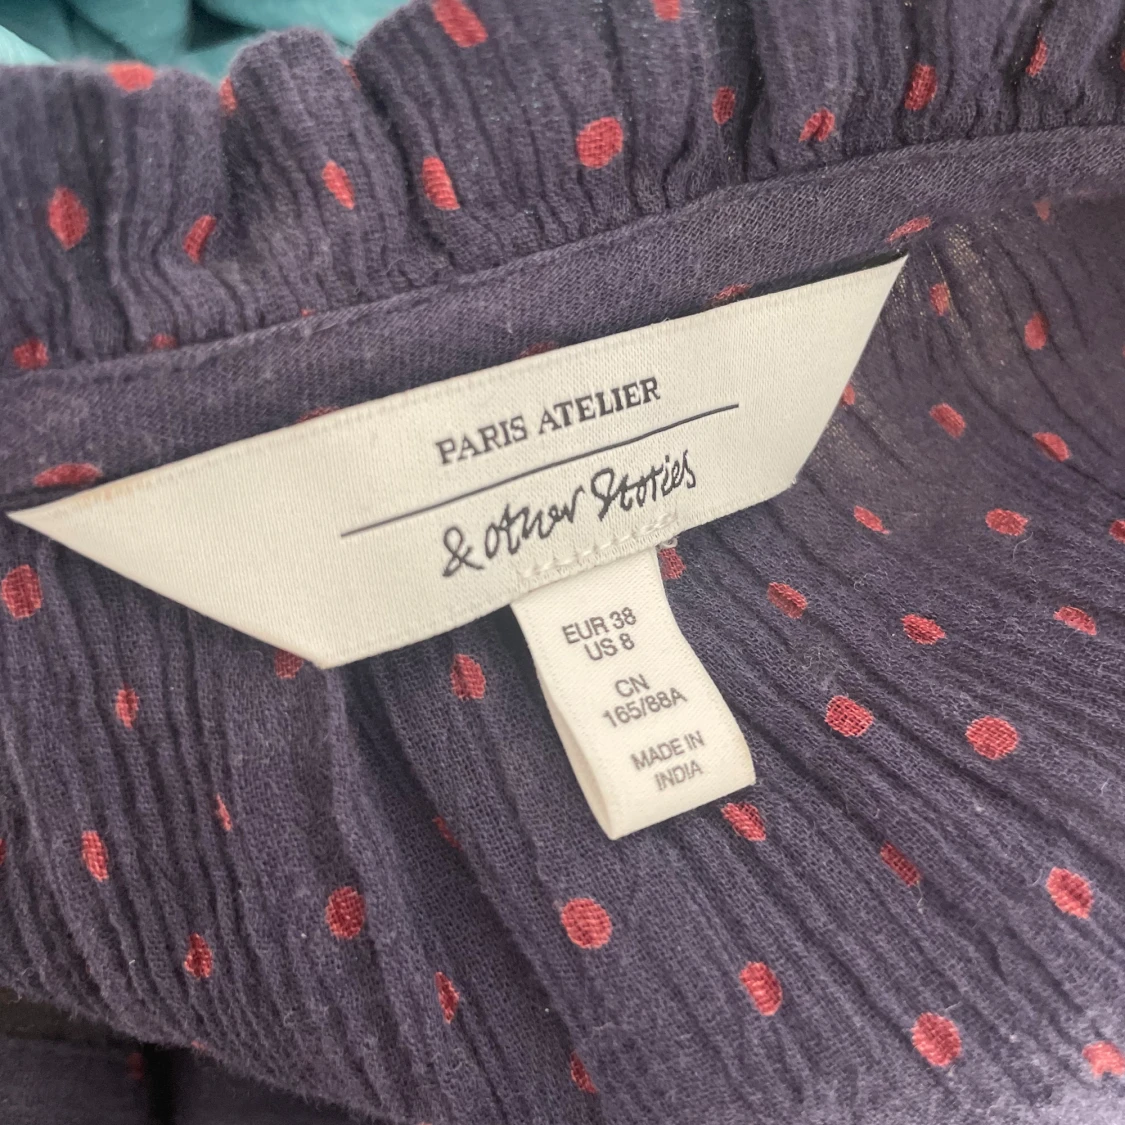 PARIS ATELIER
& other Stories
EUR 38
US 8
CN
165/88A
MADE IN
INDIA